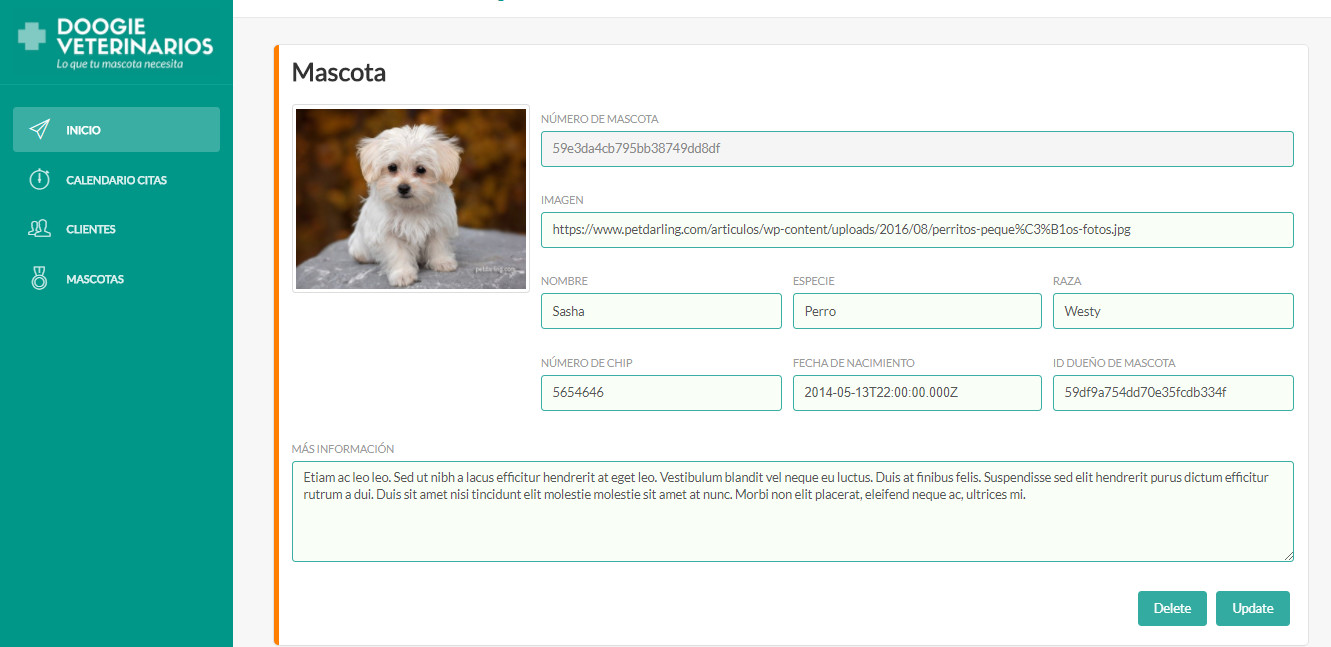 DOOGIE
VETERINARIOS
Lo que tu mascota necesita
INICIO
CALENDARIO CITAS
CLIENTES
MASCOTAS
Mascota
NÚMERO DE MASCOTA
59e3da4cb795bb38749dd8df
IMAGEN
https://www.petdarling.com/articulos/wp-content/uploads/2016/08/perritos-peque%C3%B1os-fotos.jpg
NOMBRE
Sasha
ESPECIE
Perro
RAZA
Westy
NÚMERO DE CHIP
5654646
FECHA DE NACIMIENTO
2014-05-13T22:00:00.000Z
ID DUEÑO DE MASCOTA
59df9a754dd70e35fcdb334f
MÁS INFORMACIÓN
Etiam ac leo leo. Sed ut nibh a lacus efficitur hendrerit at eget leo. Vestibulum blandit vel neque eu luctus. Duis at finibus felis. Suspendisse sed elit hendrerit purus dictum efficitur
rutrum a dui. Duis sit amet nisi tincidunt elit molestie molestie sit amet at nunc. Morbi non elit placerat, eleifend neque ac, ultrices mi.
Delete
Update